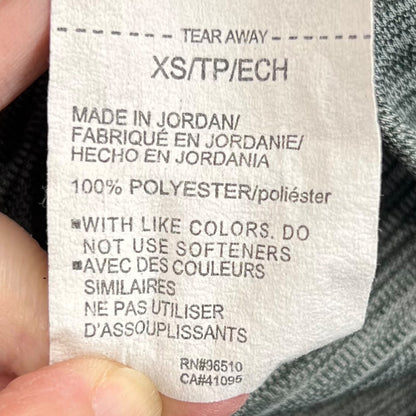 TEAR AWAY
XS/TP/ECH
MADE IN JORDAN/
FABRIQUÉ EN JORDANIE/
HECHO EN JORDANIA
100% POLYESTER/poliéster
▪WITH LIKE COLORS. DO
NOT USE SOFTENERS
▪AVEC DES COULEURS
SIMILAIRES
NE PAS UTILISER
D'ASSOUPLISSANTS
RN#96510
CA#41095